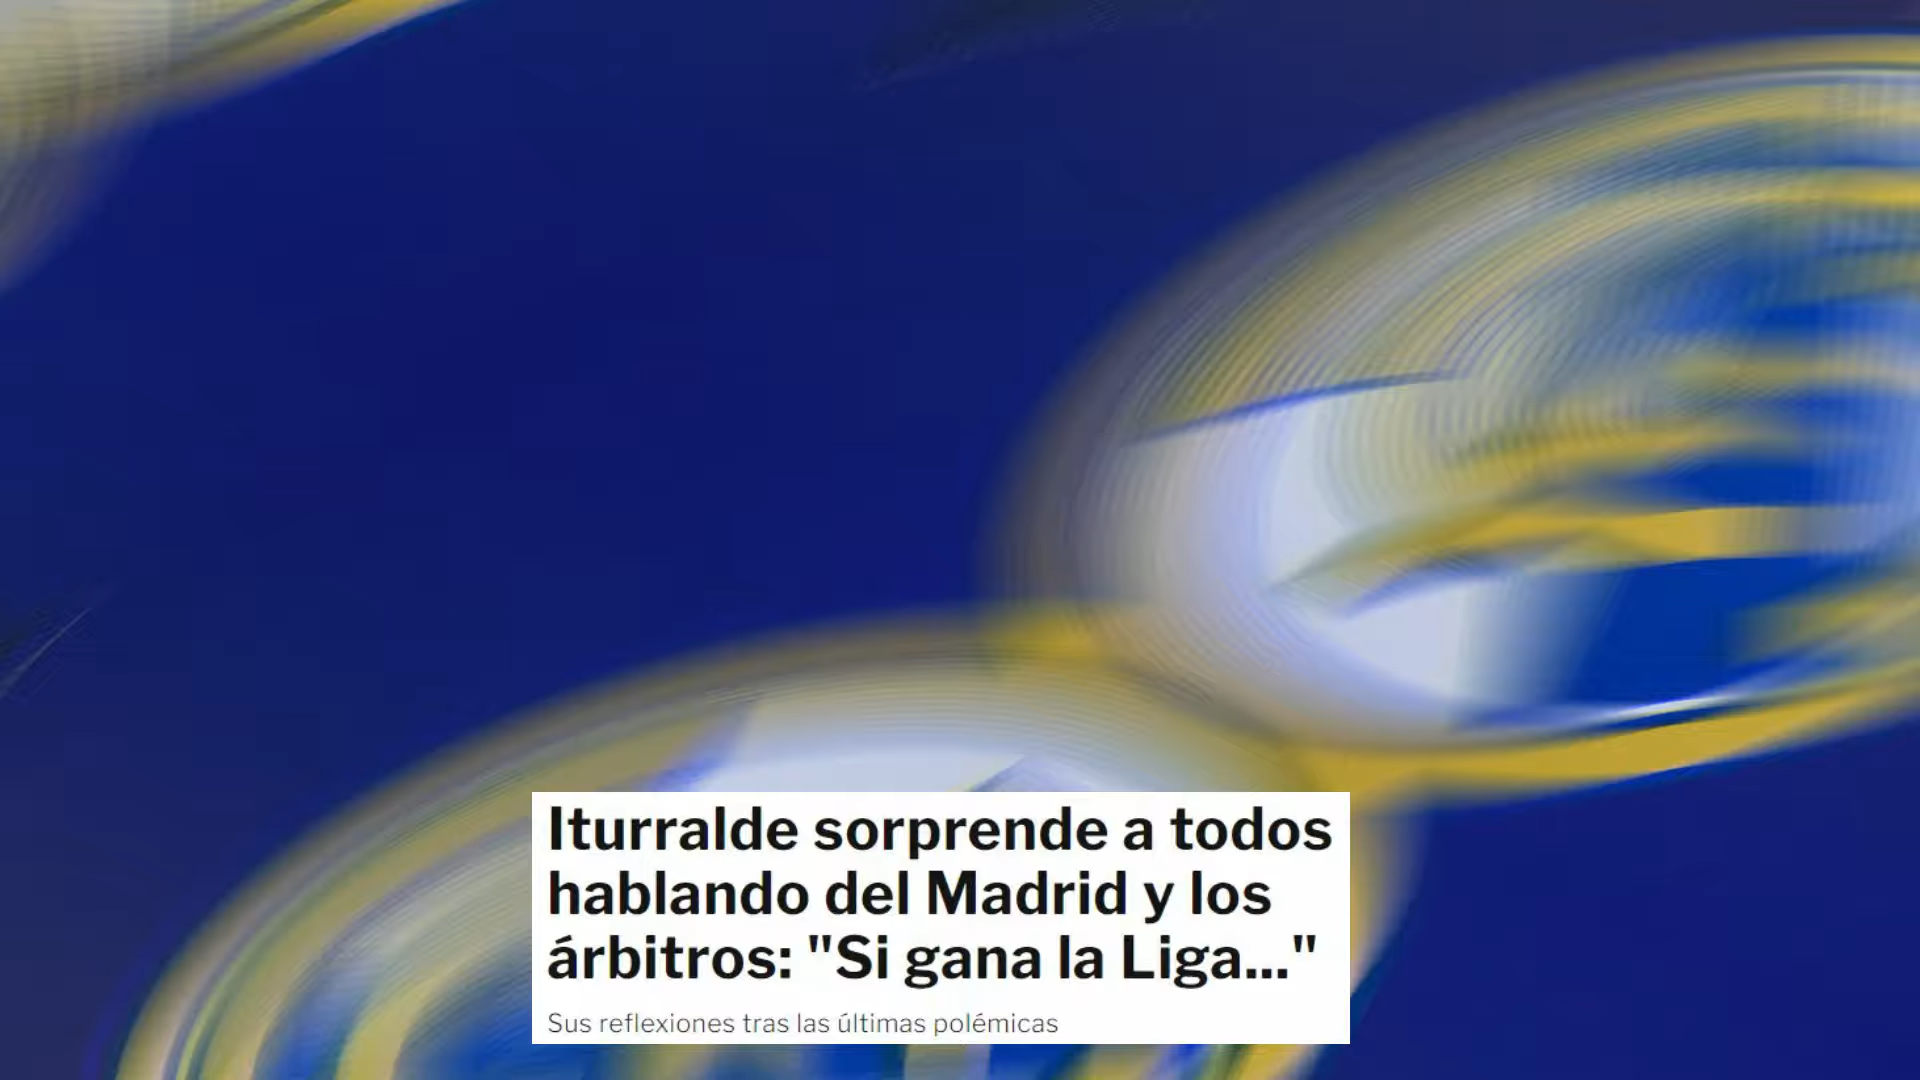 Iturralde sorprende a todos
hablando del Madrid y los
árbitros: "Si gana la Liga..."
Sus reflexiones tras las últimas polémicas